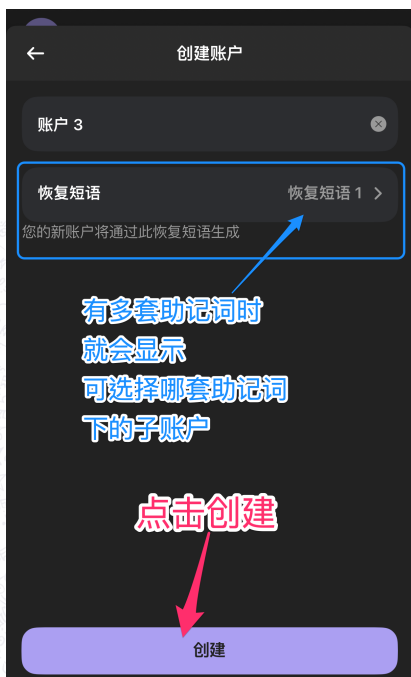 创建账户
账户 3
恢复短语 恢复短语 1
您的新账户将通过此恢复短语生成
有多套助记词时
就会显示
可选择哪套助记词
下的子账户
点击创建
创建